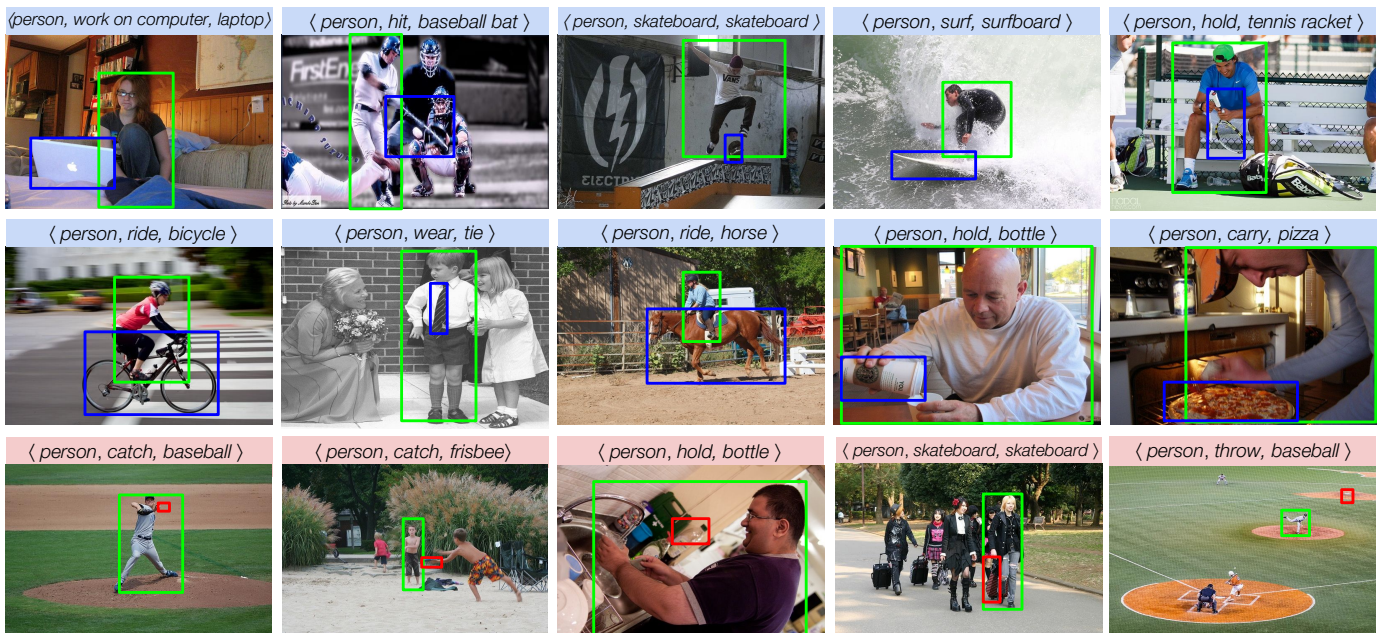 ⟨person, work on computer, laptop⟩
⟨ person, hit, baseball bat ⟩
⟨person, skateboard, skateboard ⟩
⟨ person, surf, surfboard ⟩
⟨ person, hold, tennis racket ⟩
FirstEn
VANS
ELECTRIC
Babolat
⟨ person, ride, bicycle ⟩
⟨ person, wear, tie ⟩
⟨ person, ride, horse ⟩
⟨ person, hold, bottle ⟩
⟨ person, carry, pizza ⟩
⟨ person, catch, baseball ⟩
⟨ person, catch, frisbee⟩
⟨ person, hold, bottle ⟩
⟨ person, skateboard, skateboard ⟩
⟨ person, throw, baseball ⟩